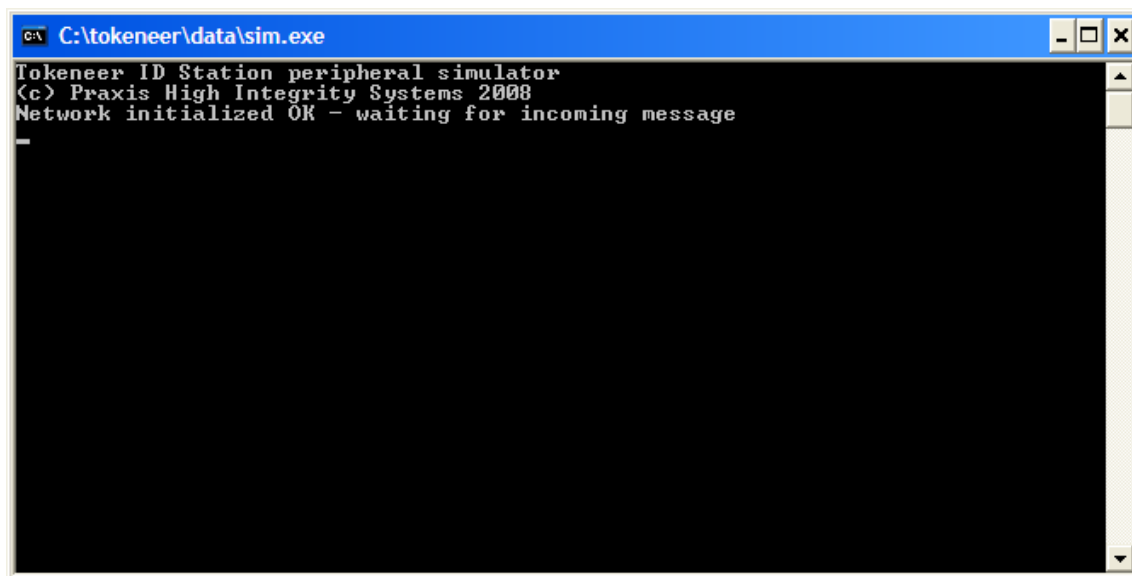 C:\tokeneer\data\sim.exe
Tokeneer ID Station peripheral simulator
(c) Praxis High Integrity Systems 2008
Network initialized OK - waiting for incoming message